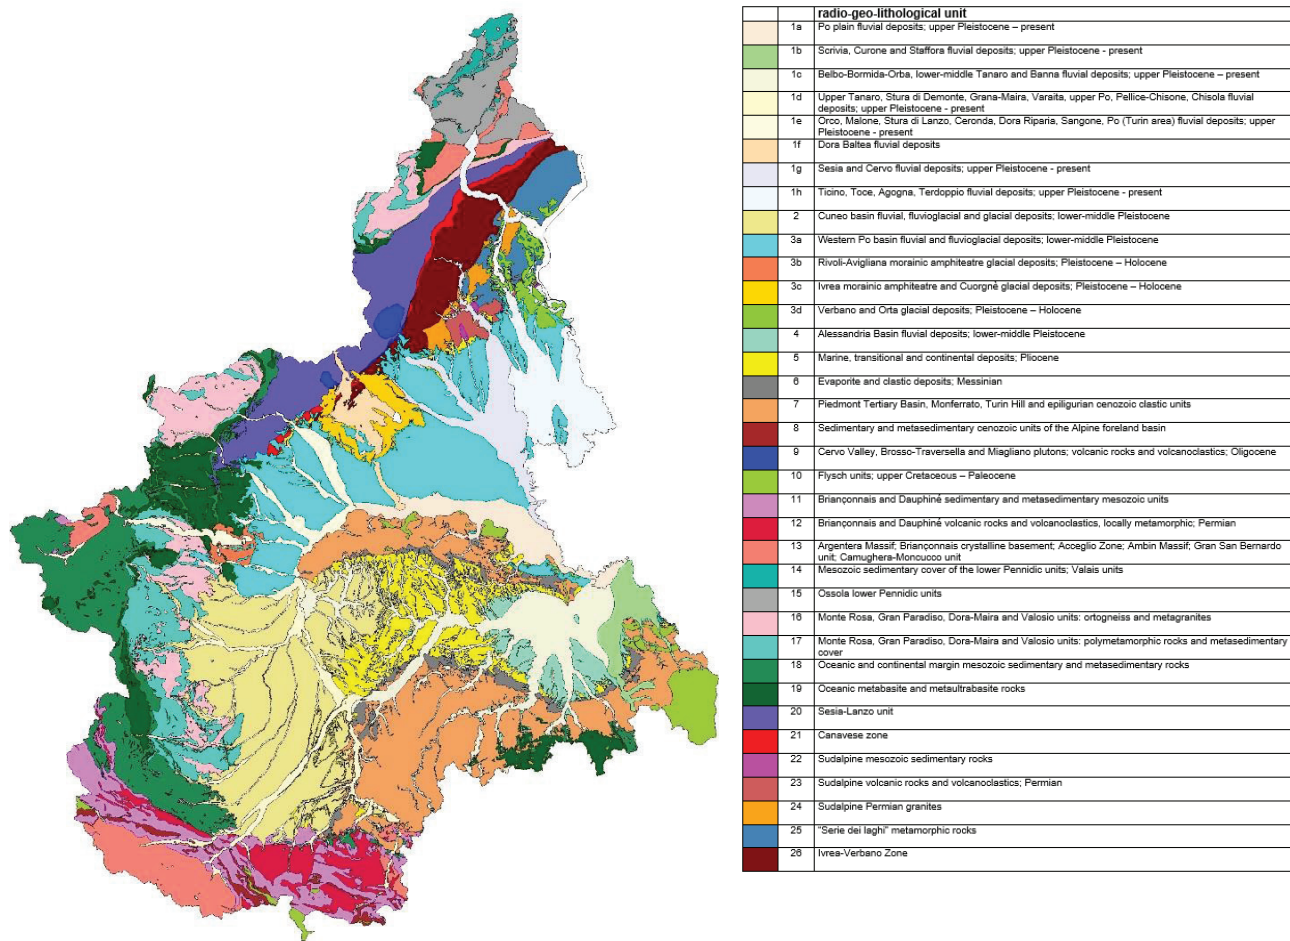 radio-geo-lithological unit
1a Po plain fluvial deposits; upper Pleistocene – present
1b Scrivia, Curone and Staffora fluvial deposits; upper Pleistocene - present
1c Belbo-Bormida-Orba, lower-middle Tanaro and Banna fluvial deposits; upper Pleistocene – present
1d Upper Tanaro, Stura di Demonte, Grana-Maira, Varaita, upper Po, Pellice-Chisone, Chisola fluvial
deposits; upper Pleistocene - present
1e Orco, Malone, Stura di Lanzo, Ceronda, Dora Riparia, Sangone, Po (Turin area) fluvial deposits; upper
Pleistocene - present
1f Dora Baltea fluvial deposits
1g Sesia and Cervo fluvial deposits; upper Pleistocene - present
1h Ticino, Toce, Agogna, Terdoppio fluvial deposits; upper Pleistocene - present
2 Cuneo basin fluvial, fluvioglacial and glacial deposits; lower-middle Pleistocene
3a Western Po basin fluvial and fluvioglacial deposits; lower-middle Pleistocene
3b Rivoli-Avigliana morainic amphiteatre glacial deposits; Pleistocene – Holocene
3c Ivrea morainic amphiteatre and Cuorgnè glacial deposits; Pleistocene – Holocene
3d Verbano and Orta glacial deposits; Pleistocene – Holocene
4 Alessandria Basin fluvial deposits; lower-middle Pleistocene
5 Marine, transitional and continental deposits; Pliocene
6 Evaporite and clastic deposits; Messinian
7 Piedmont Tertiary Basin, Monferrato, Turin Hill and epiligurian cenozoic clastic units
8 Sedimentary and metasedimentary cenozoic units of the Alpine foreland basin
9 Cervo Valley, Brosso-Traversella and Miagliano plutons; volcanic rocks and volcanoclastics; Oligocene
10 Flysch units; upper Cretaceous – Paleocene
11 Briançonnais and Dauphinè sedimentary and metasedimentary mesozoic units
12 Briançonnais and Dauphinè volcanic rocks and volcanoclastics, locally metamorphic; Permian
13 Argentera Massif; Briançonnais crystalline basement; Acceglio Zone; Ambin Massif; Gran San Bernardo
unit; Camughera-Moncucco unit
14 Mesozoic sedimentary cover of the lower Pennidic units; Valais units
15 Ossola lower Pennidic units
16 Monte Rosa, Gran Paradiso, Dora-Maira and Valosio units: ortogneiss and metagranites
17 Monte Rosa, Gran Paradiso, Dora-Maira and Valosio units: polymetamorphic rocks and metasedimentary
cover
18 Oceanic and continental margin mesozoic sedimentary and metasedimentary rocks
19 Oceanic metabasite and metaultrabasite rocks
20 Sesia-Lanzo unit
21 Canavese zone
22 Sudalpine mesozoic sedimentary rocks
23 Sudalpine volcanic rocks and volcanoclastics; Permian
24 Sudalpine Permian granites
25 "Serie dei laghi" metamorphic rocks
26 Ivrea-Verbano Zone